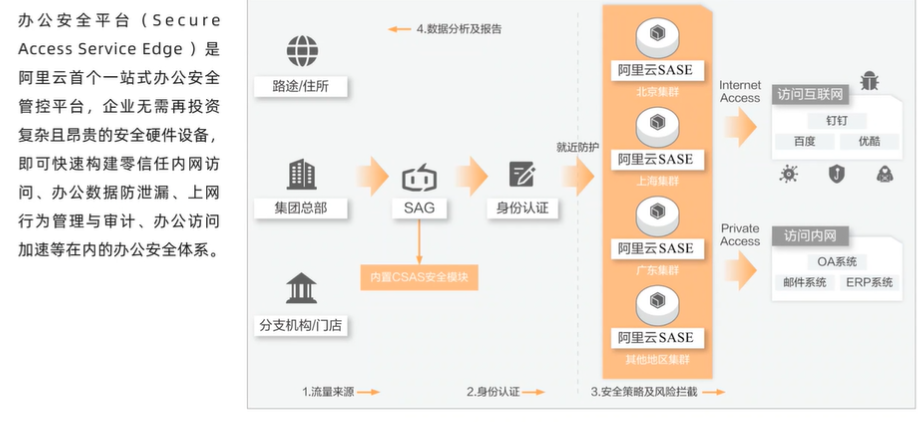 办公安全平台（Secure
Access Service Edge ）是
阿里云首个一站式办公安全
管控平台，企业无需再投资
复杂且昂贵的安全硬件设备，
即可快速构建零信任内网访
问、办公数据防泄漏、上网
行为管理与审计、办公访问
加速等在内的办公安全体系。
4.数据分析及报告
路途/住所
集团总部
分支机构/门店
SAG
内置CSAS安全模块
身份认证
就近防护
阿里云SASE
北京集群
阿里云SASE
上海集群
阿里云SASE
广东集群
阿里云SASE
其他地区集群
Internet
Access
访问互联网
钉钉
百度
优酷
Private
Access
访问内网
OA系统
邮件系统
ERP系统
1.流量来源
2.身份认证
3.安全策略及风险拦截